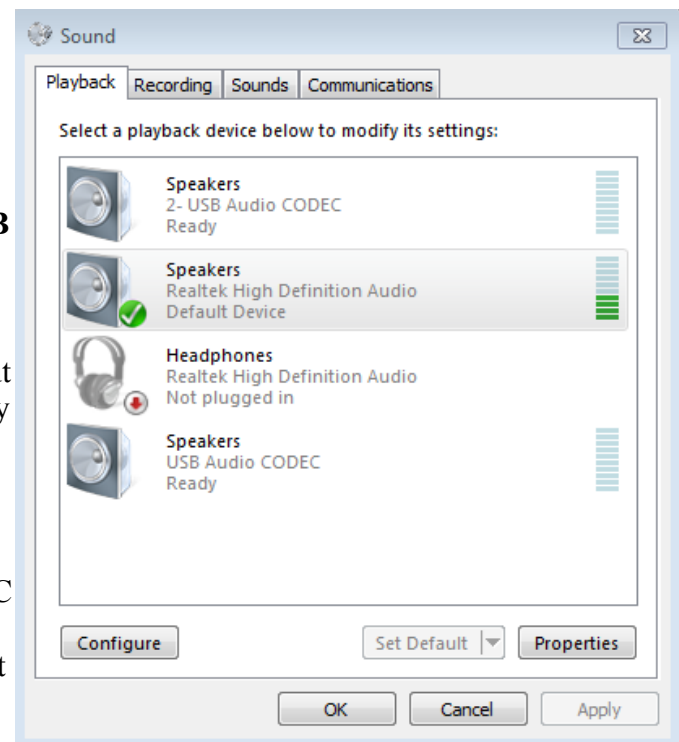 Sound
Playback Recording Sounds Communications
Select a playback device below to modify its settings:
Speakers
2- USB Audio CODEC
Ready
Speakers
Realtek High Definition Audio
Default Device
Headphones
Realtek High Definition Audio
Not plugged in
Speakers
USB Audio CODEC
Ready
Configure Set Default Properties
OK Cancel Apply